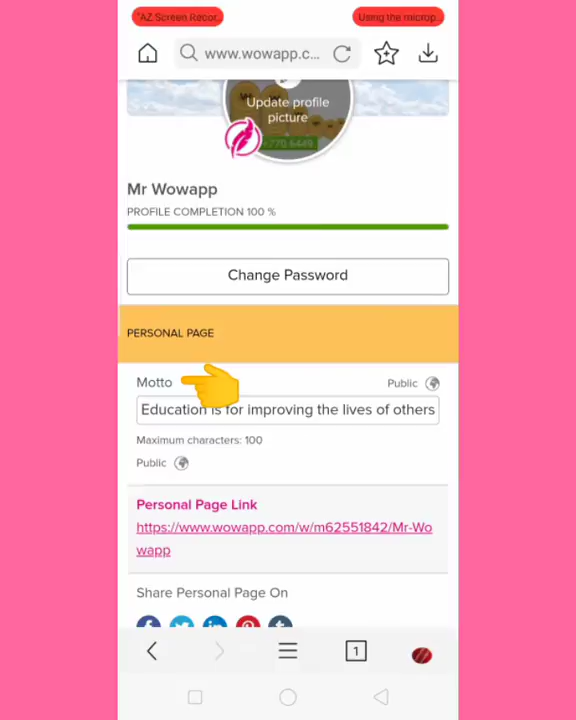 "AZ Screen Recor..
Using the microp...
www.wowapp.c...
Update profile
picture
770 6449
Mr Wowapp
PROFILE COMPLETION 100 %
Change Password
PERSONAL PAGE
Motto
Public
Education is for improving the lives of others
Maximum characters: 100
Public
Personal Page Link
https://www.wowapp.com/w/m62551842/Mr-Wo
wapp
Share Personal Page On
1